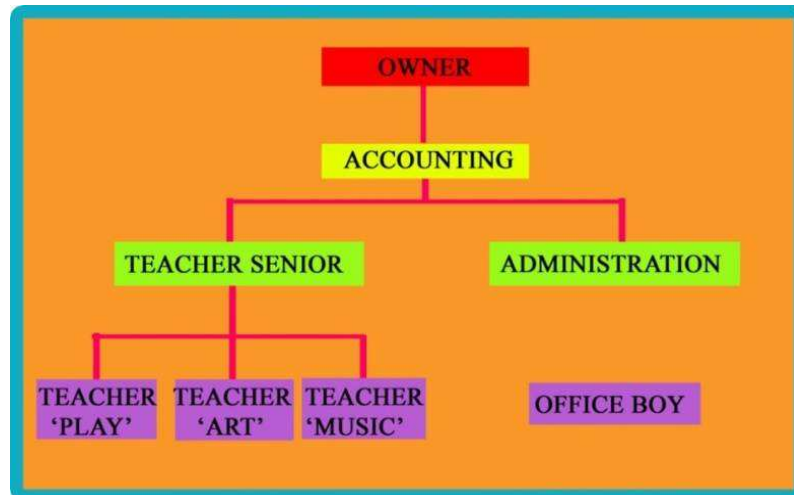 OWNER
ACCOUNTING
TEACHER SENIOR
ADMINISTRATION
TEACHER
‘PLAY’
TEACHER
‘ART’
TEACHER
‘MUSIC’
OFFICE BOY